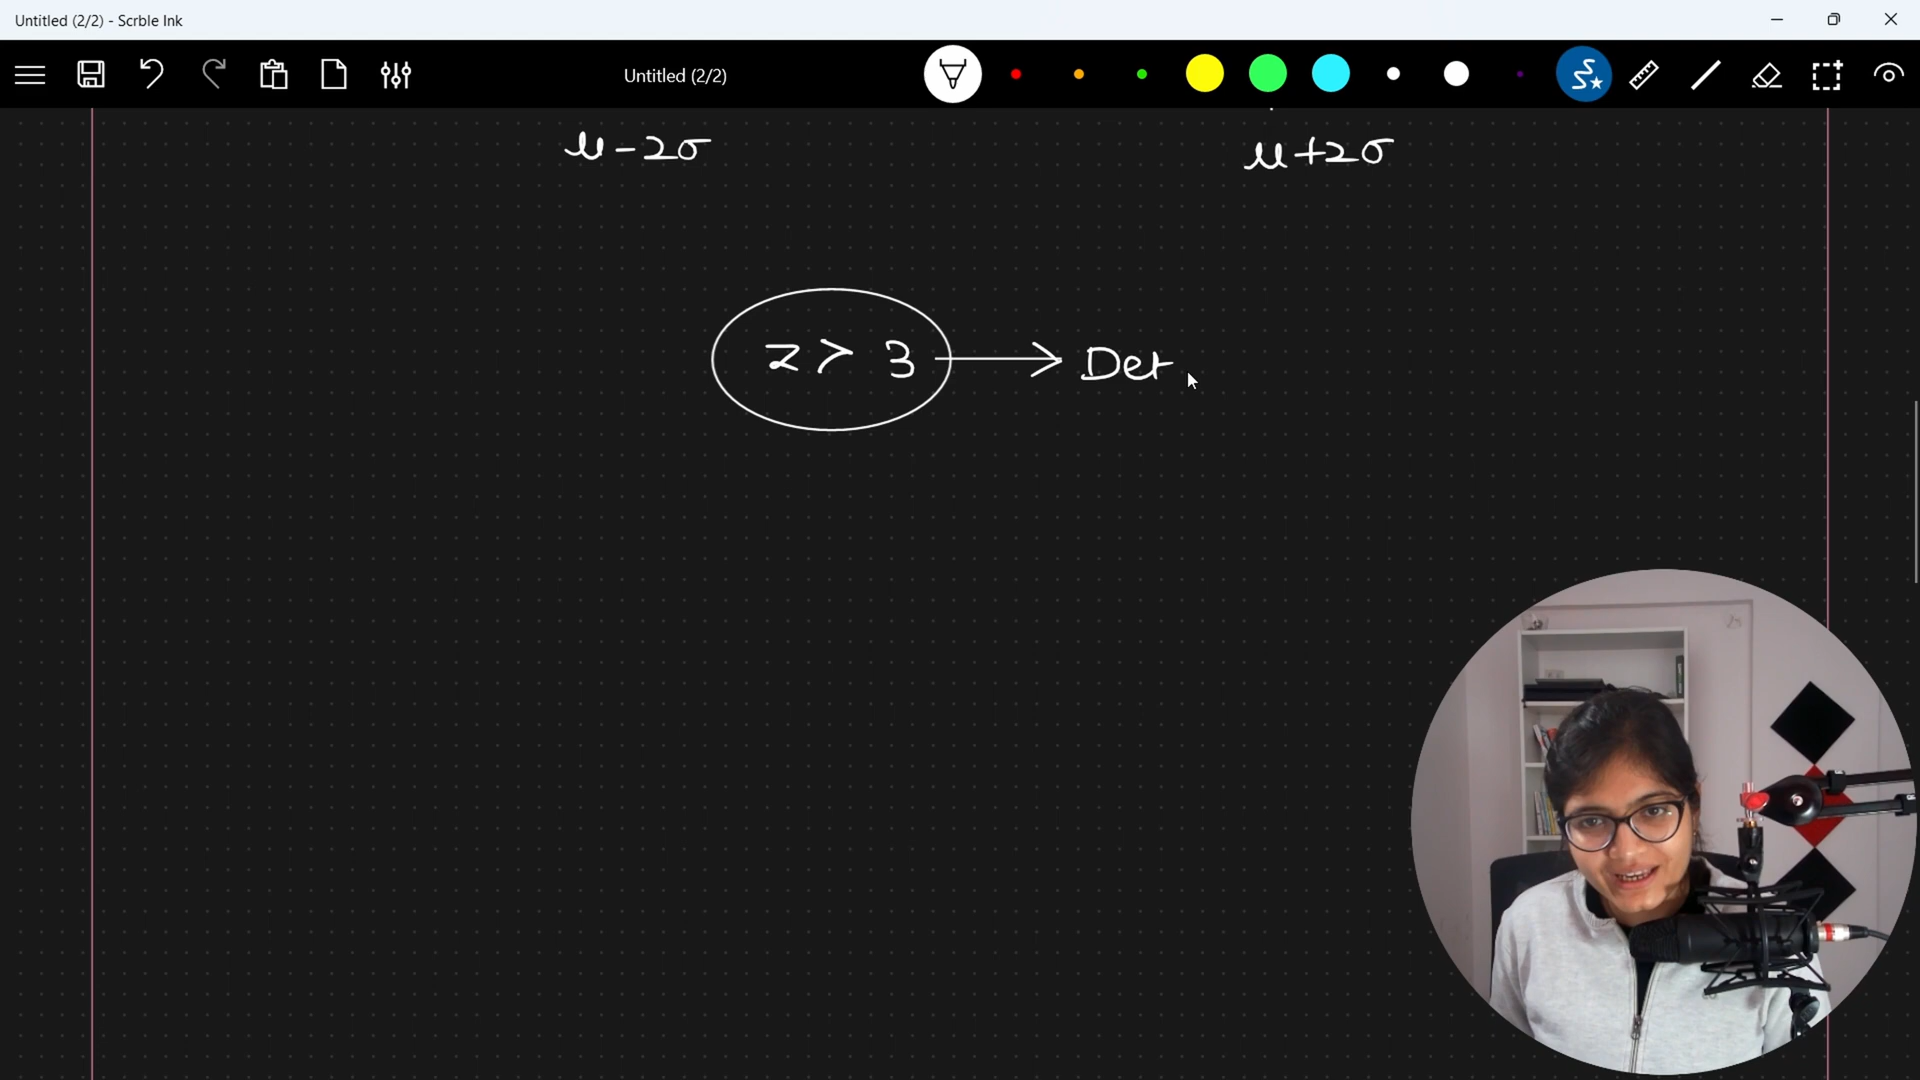 Untitled (2/2) - Scrble Ink
Untitled (2/2)
μ-2σ
μ+2σ
z > 3 → Det